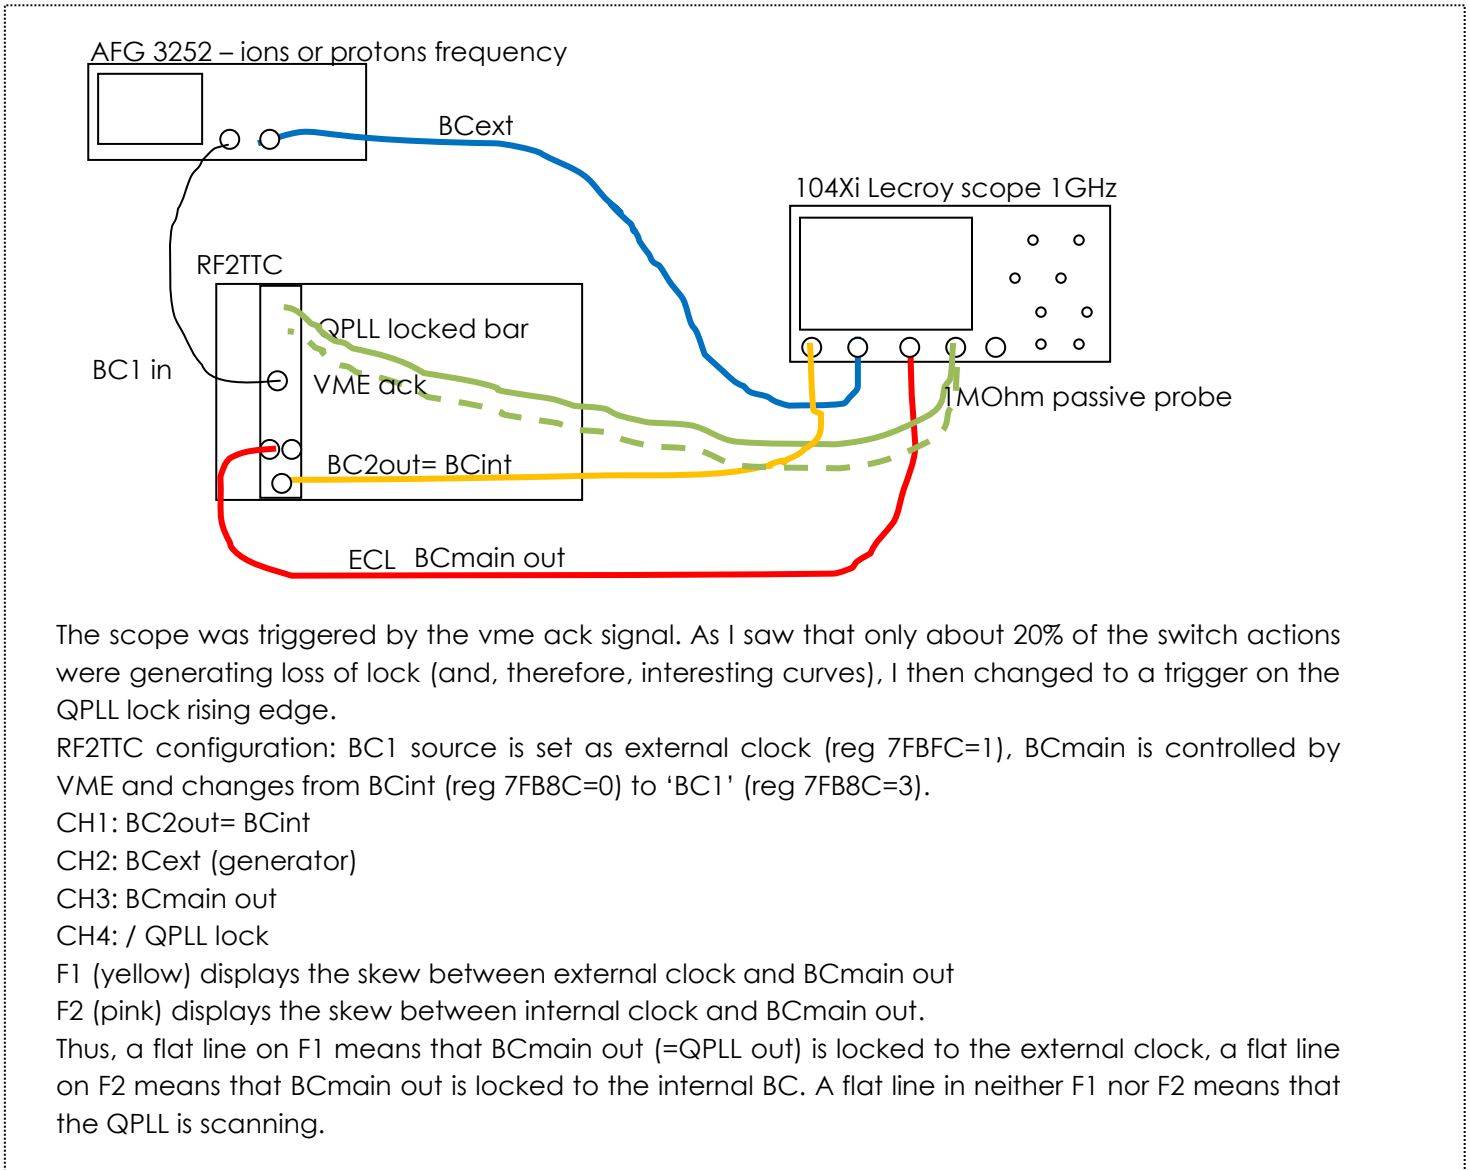 AFG 3252 – ions or protons frequency
BCext
104Xi Lecroy scope 1GHz
RF2TTC
QPLL locked bar
BC1 in
VME ack
1MOhm passive probe
BC2out= BCint
ECL BCmain out
The scope was triggered by the vme ack signal. As I saw that only about 20% of the switch actions
were generating loss of lock (and, therefore, interesting curves), I then changed to a trigger on the
QPLL lock rising edge.
RF2TTC configuration: BC1 source is set as external clock (reg 7FBFC=1), BCmain is controlled by
VME and changes from BCint (reg 7FB8C=0) to ‘BC1’ (reg 7FB8C=3).
CH1: BC2out= BCint
CH2: BCext (generator)
CH3: BCmain out
CH4: / QPLL lock
F1 (yellow) displays the skew between external clock and BCmain out
F2 (pink) displays the skew between internal clock and BCmain out.
Thus, a flat line on F1 means that BCmain out (=QPLL out) is locked to the external clock, a flat line
on F2 means that BCmain out is locked to the internal BC. A flat line in neither F1 nor F2 means that
the QPLL is scanning.